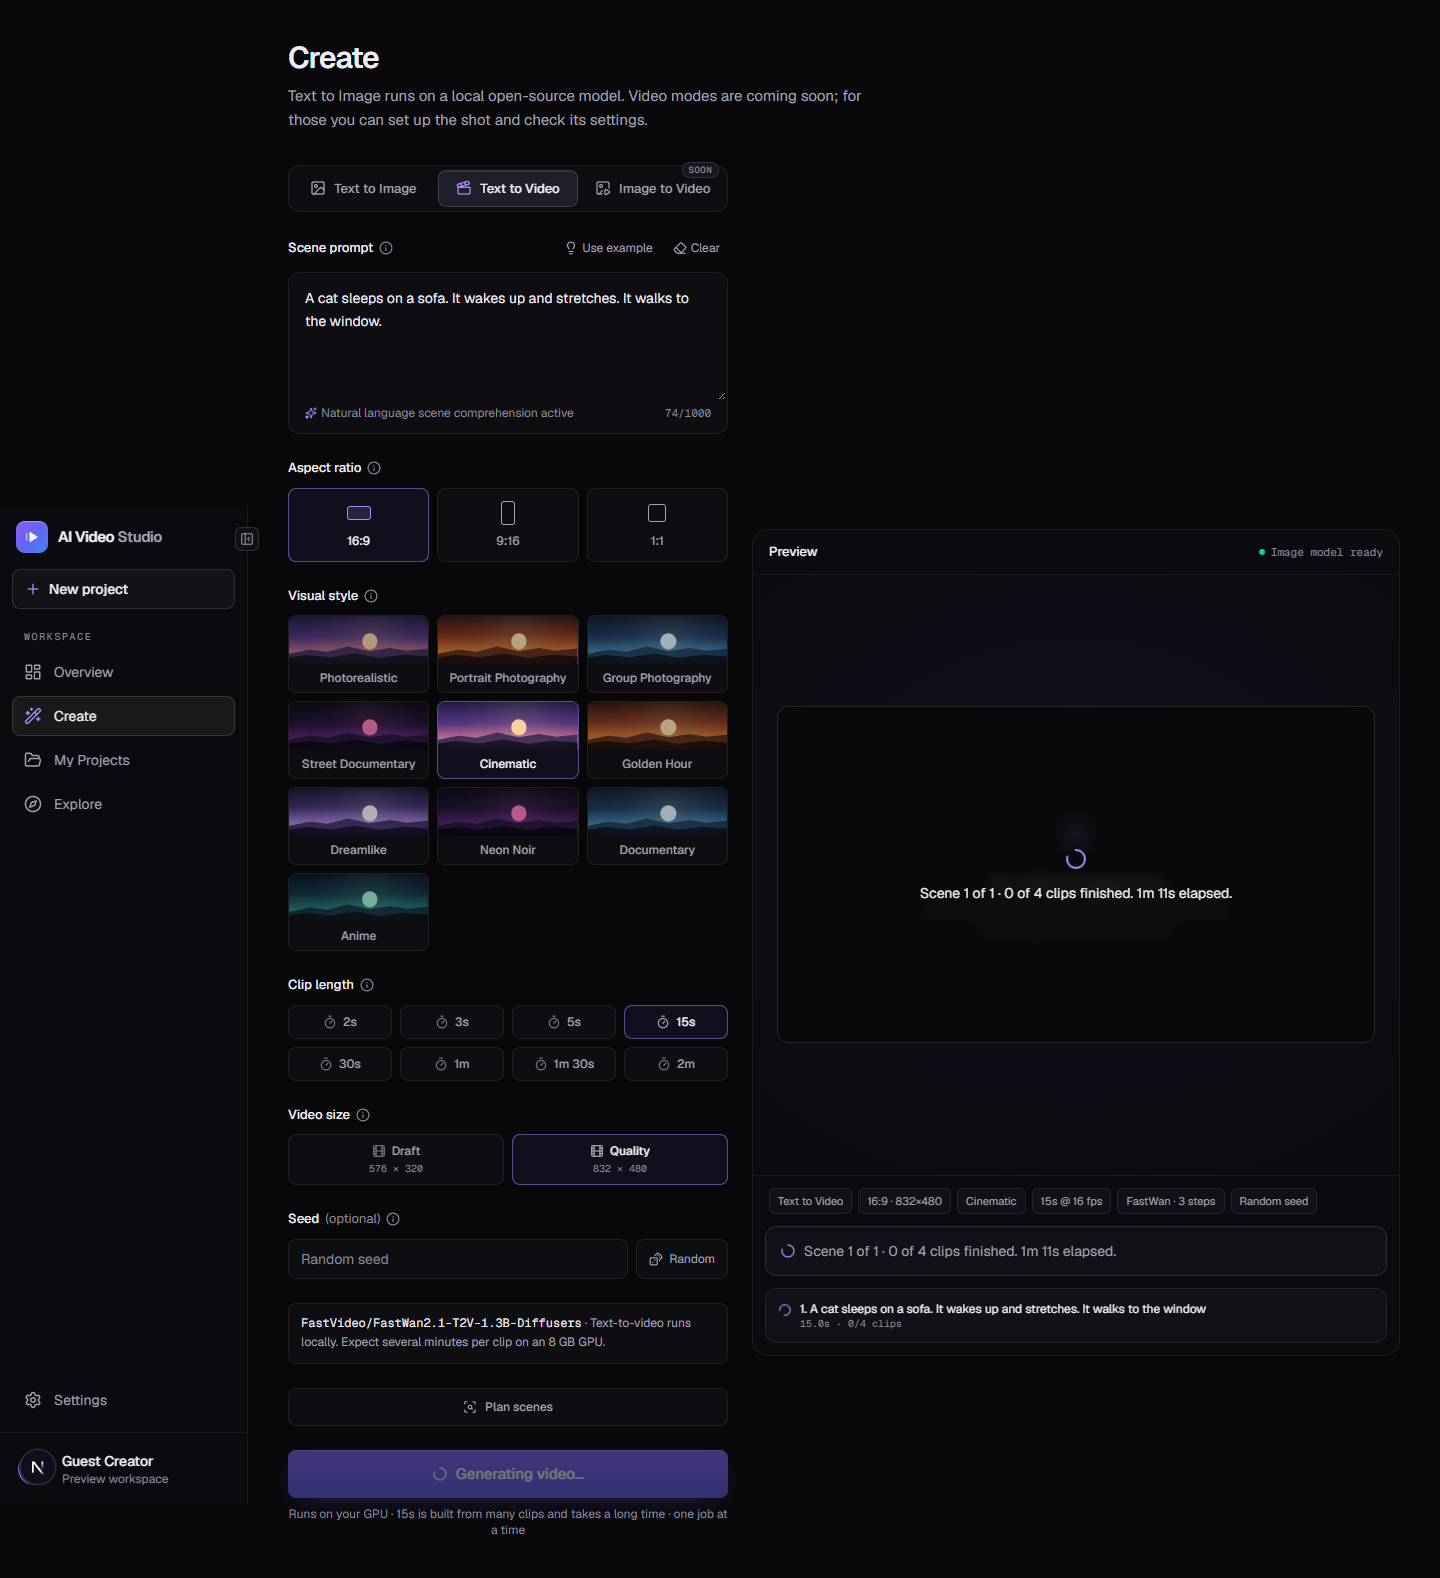 Create
Text to Image runs on a local open-source model. Video modes are coming soon; for
those you can set up the shot and check its settings.
Text to Image
Text to Video
SOON
Image to Video
Scene prompt
Use example
Clear
A cat sleeps on a sofa. It wakes up and stretches. It walks to
the window.
Natural language scene comprehension active
74/1000
Aspect ratio
16:9
9:16
1:1
Visual style
Photorealistic
Portrait Photography
Group Photography
Street Documentary
Cinematic
Golden Hour
Dreamlike
Neon Noir
Documentary
Anime
Clip length
2s
3s
5s
15s
30s
1m
1m 30s
2m
Video size
Draft
576 × 320
Quality
832 × 480
Seed (optional)
Random seed
Random
FastVideo/FastWan2.1-T2V-1.3B-Diffusers · Text-to-video runs
locally. Expect several minutes per clip on an 8 GB GPU.
Plan scenes
Generating video...
Runs on your GPU · 15s is built from many clips and takes a long time · one job at
a time
AI Video Studio
New project
WORKSPACE
Overview
Create
My Projects
Explore
Settings
N
Guest Creator
Preview workspace
Preview
Image model ready
Scene 1 of 1 · 0 of 4 clips finished. 1m 11s elapsed.
Text to Video
16:9 · 832×480
Cinematic
15s @ 16 fps
FastWan · 3 steps
Random seed
Scene 1 of 1 · 0 of 4 clips finished. 1m 11s elapsed.
1. A cat sleeps on a sofa. It wakes up and stretches. It walks to the window
15.0s · 0/4 clips